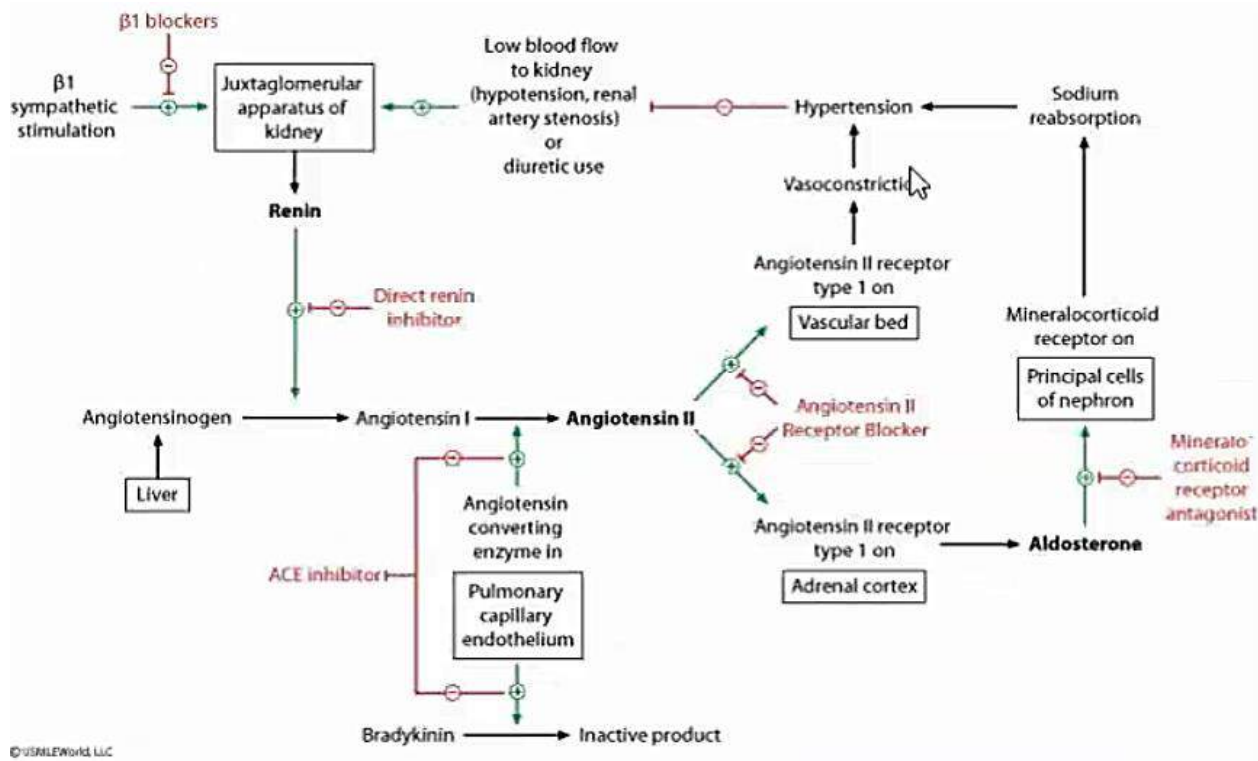 β1 blockers
β1
sympathetic
stimulation
Juxtaglomerular
apparatus of
kidney
Low blood flow
to kidney
(hypotension, renal
artery stenosis)
or
diuretic use
Hypertension
Sodium
reabsorption
Vasoconstricti
Renin
Angiotensin II receptor
type 1 on
Vascular bed
Direct renin
inhibitor
Mineralocorticoid
receptor on
Principal cells
of nephron
Angiotensinogen
Angiotensin I
Angiotensin II
Angiotensin II
Receptor Blocker
Mineralo
corticoid
receptor
antagonist
Liver
Angiotensin
converting
enzyme in
Pulmonary
capillary
endothelium
Angiotensin II receptor
type 1 on
Adrenal cortex
Aldosterone
ACE inhibitor
Bradykinin
Inactive product
©USMLEWorld, LLC